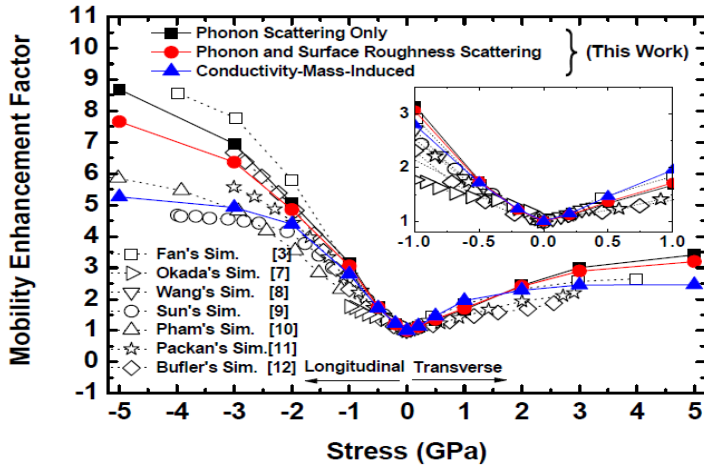 Mobility Enhancement Factor
11
10
9
8
7
6
5
4
3
2
1
0
-1
Phonon Scattering Only
Phonon and Surface Roughness Scattering
Conductivity-Mass-Induced
(This Work)
3
2
1
-1.0 -0.5 0.0 0.5 1.0
Fan's Sim. [3]
Okada's Sim. [7]
Wang's Sim. [8]
Sun's Sim. [9]
Pham's Sim. [10]
Packan's Sim.[11]
Bufler's Sim. [12]
Longitudinal Transverse
-5 -4 -3 -2 -1 0 1 2 3 4 5
Stress (GPa)